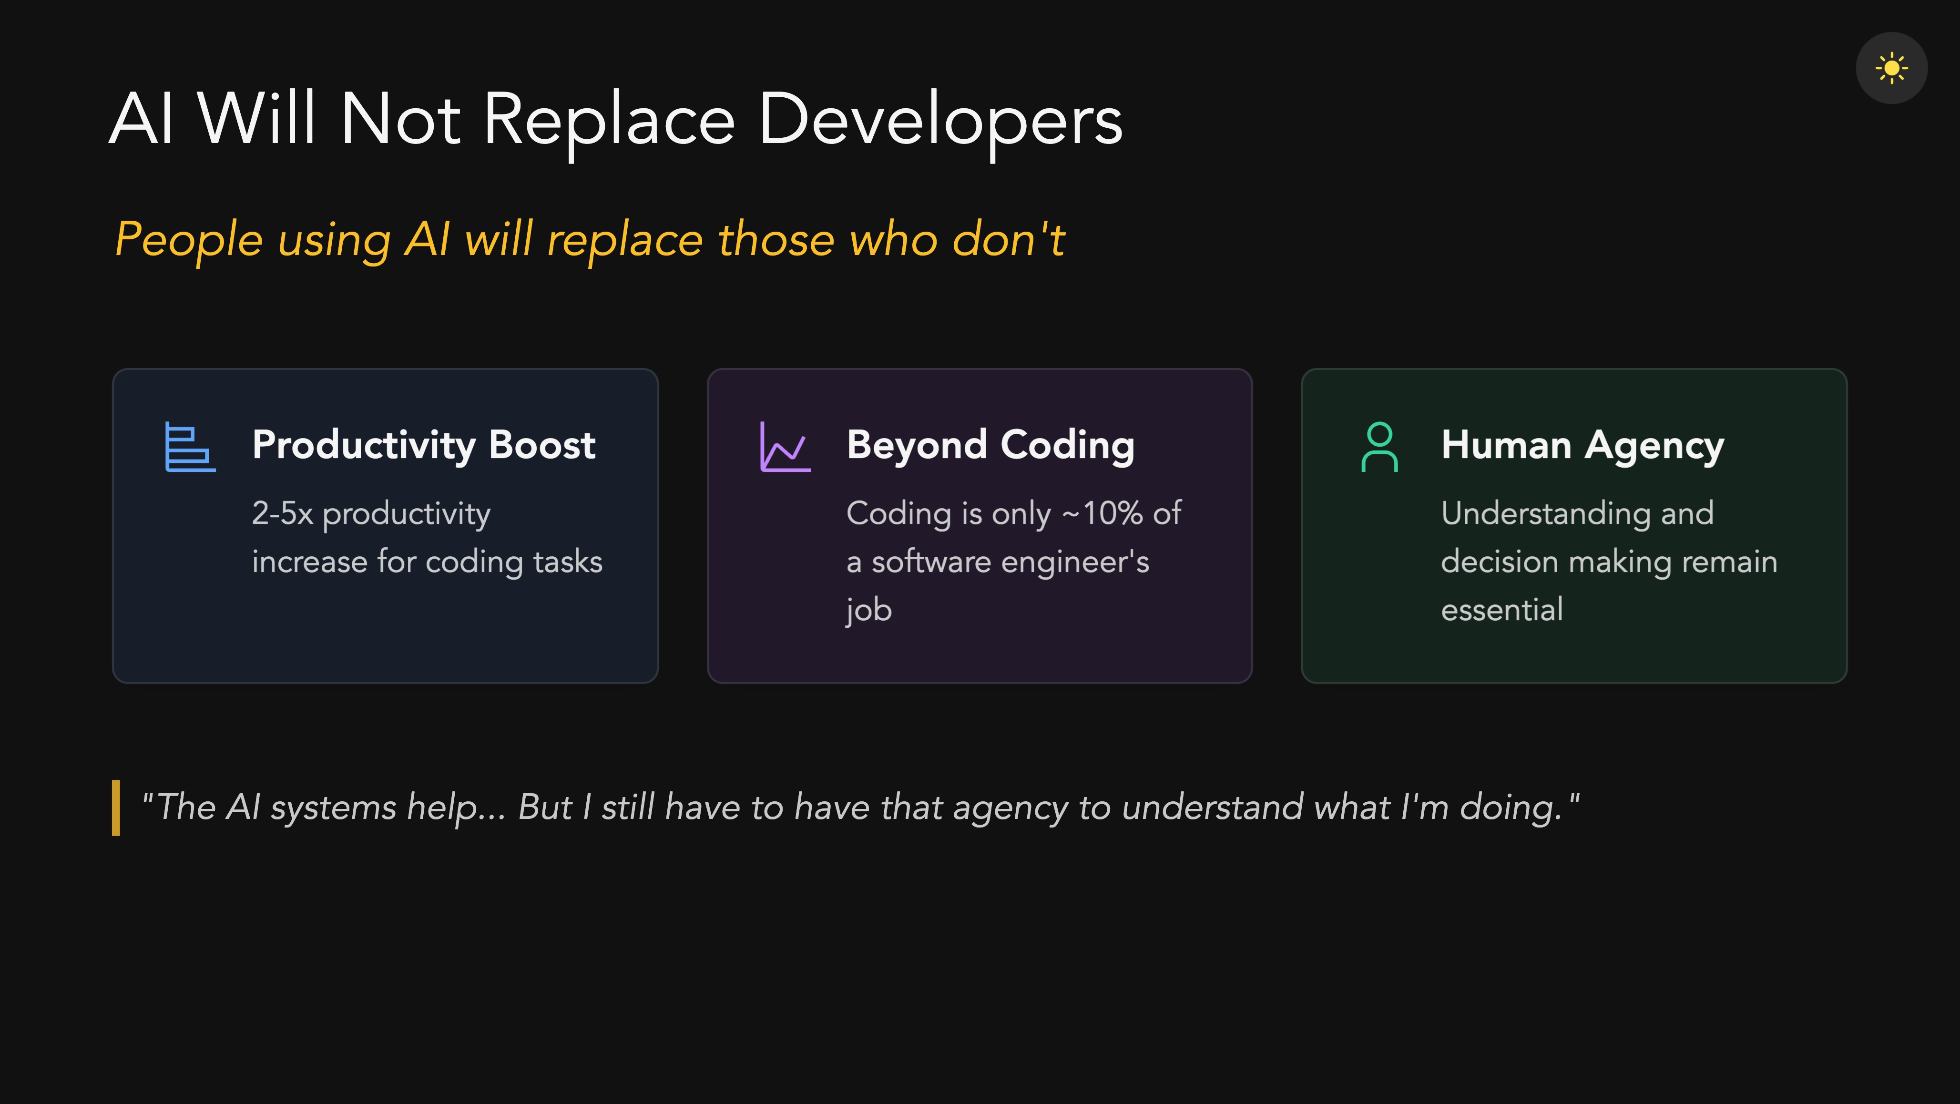 AI Will Not Replace Developers
People using AI will replace those who don't
Productivity Boost
2-5x productivity
increase for coding tasks
Beyond Coding
Coding is only ~10% of
a software engineer's
job
Human Agency
Understanding and
decision making remain
essential
"The AI systems help... But I still have to have that agency to understand what I'm doing."